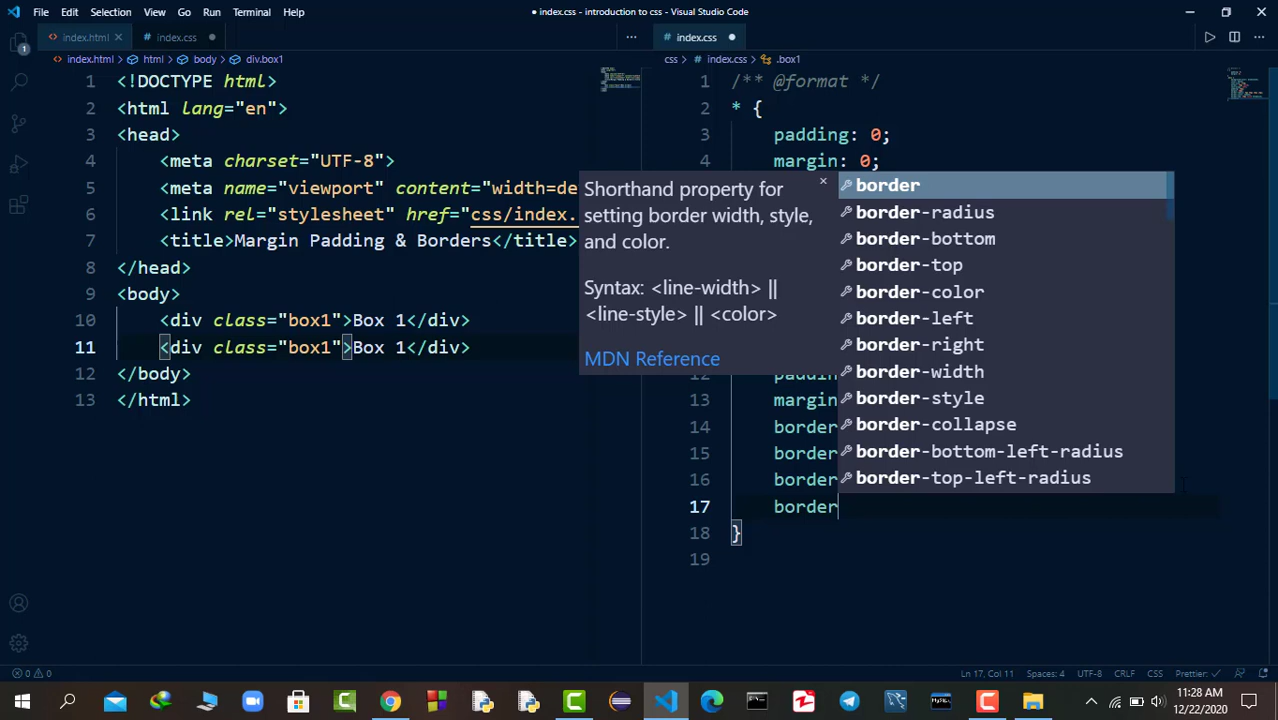 File Edit Selection View Go Run Terminal Help
● index.css - introduction to css - Visual Studio Code
index.html
index.css
index.css
index.html > html > body > div.box1
css > # index.css > .box1
1 <!DOCTYPE html>
2 <html lang="en">
3 <head>
4 <meta charset="UTF-8">
5 <meta name="viewport" content="width=de
6 <link rel="stylesheet" href="css/index.
7 <title>Margin Padding & Borders</title>
8 </head>
9 <body>
10 <div class="box1">Box 1</div>
11 <div class="box1">Box 1</div>
12 </body>
13 </html>
1 /** @format */
2 * {
3 padding: 0;
4 margin: 0;
Shorthand property for
setting border width, style,
and color.
Syntax: <line-width> ||
<line-style> || <color>
MDN Reference
border
border-radius
border-bottom
border-top
border-color
border-left
border-right
border-width
border-style
border-collapse
border-bottom-left-radius
border-top-left-radius
12
13 margin
14 border
15 border
16 border
17 border
18 }
19
0 0
Ln 17, Col 11 Spaces: 4 UTF-8 CRLF CSS Prettier: ✓
11:28 AM
12/22/2020